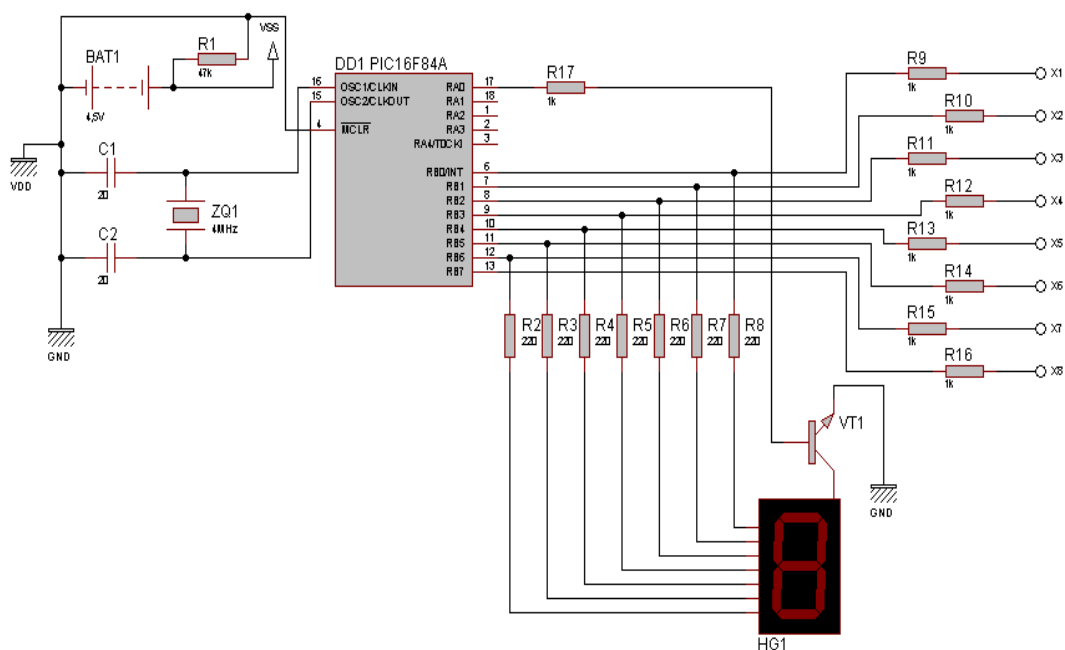 VSS
BAT1
4,5V
R1
47k
DD1 PIC16F84A
16 OSC1/CLKIN
15 OSC2/CLKOUT
4 MCLR
RA0 17
RA1 18
RA2 1
RA3 2
RA4/T0CKI 3
RB0/INT 6
RB1 7
RB2 8
RB3 9
RB4 10
RB5 11
RB6 12
RB7 13
R17
1k
R9
1k
X1
R10
1k
X2
R11
1k
X3
R12
1k
X4
R13
1k
X5
R14
1k
X6
R15
1k
X7
R16
1k
X8
VDD
C1
20
ZQ1
4MHz
C2
20
GND
R2
220
R3
220
R4
220
R5
220
R6
220
R7
220
R8
220
VT1
GND
HG1